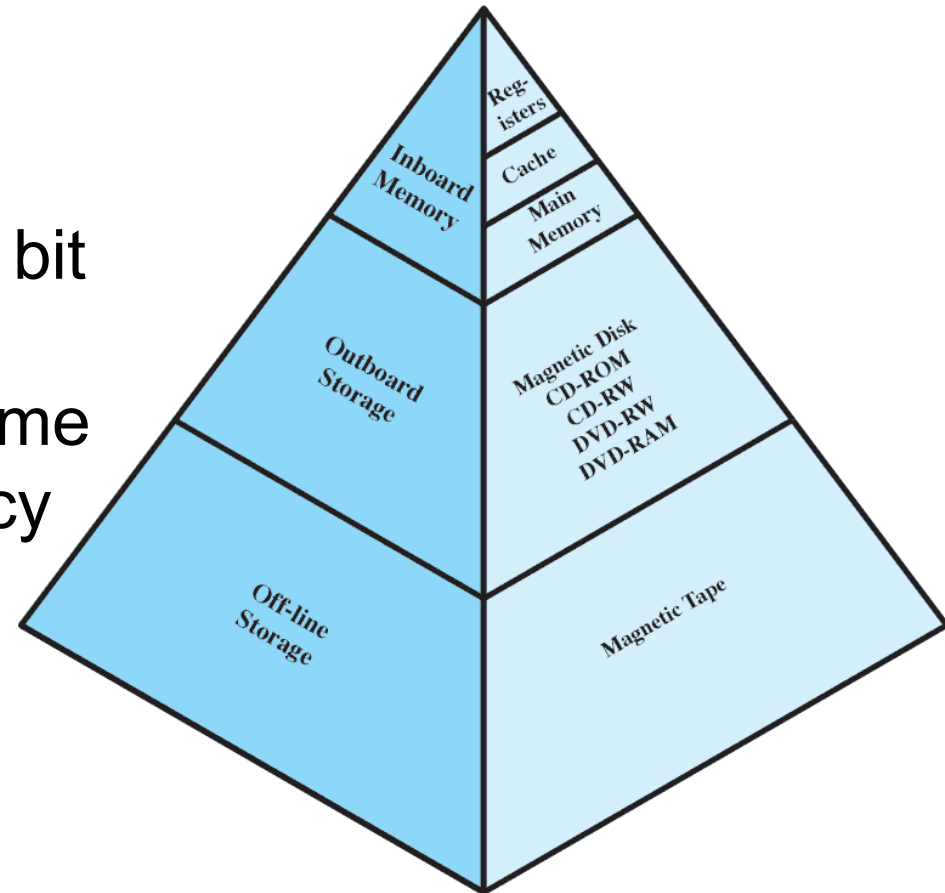 bit
me
cy
Reg-
isters
Cache
Main
Memory
Inboard
Memory
Magnetic Disk
CD-ROM
CD-RW
DVD-RW
DVD-RAM
Outboard
Storage
Magnetic Tape
Off-line
Storage